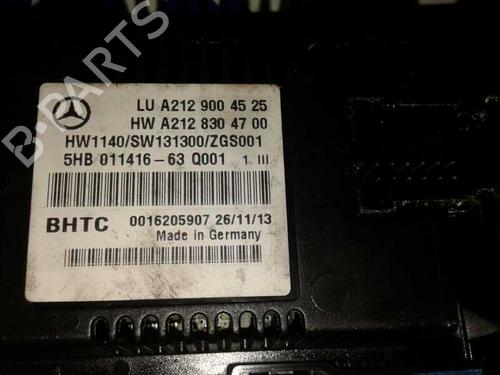 B-PARTS
LU A212 900 45 25
HW A212 830 47 00
HW1140/SW131300/ZGS001
5HB 011416-63 Q001 1 III
BHTC
0016205907 26/11/13
Made in Germany